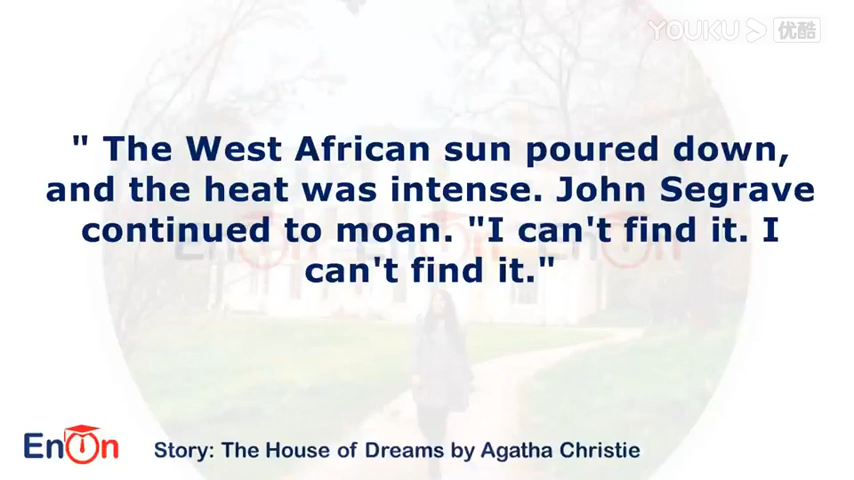 YOUKU 优酷
" The West African sun poured down,
and the heat was intense. John Segrave
continued to moan. "I can't find it. I
can't find it."
EnOn
Story: The House of Dreams by Agatha Christie